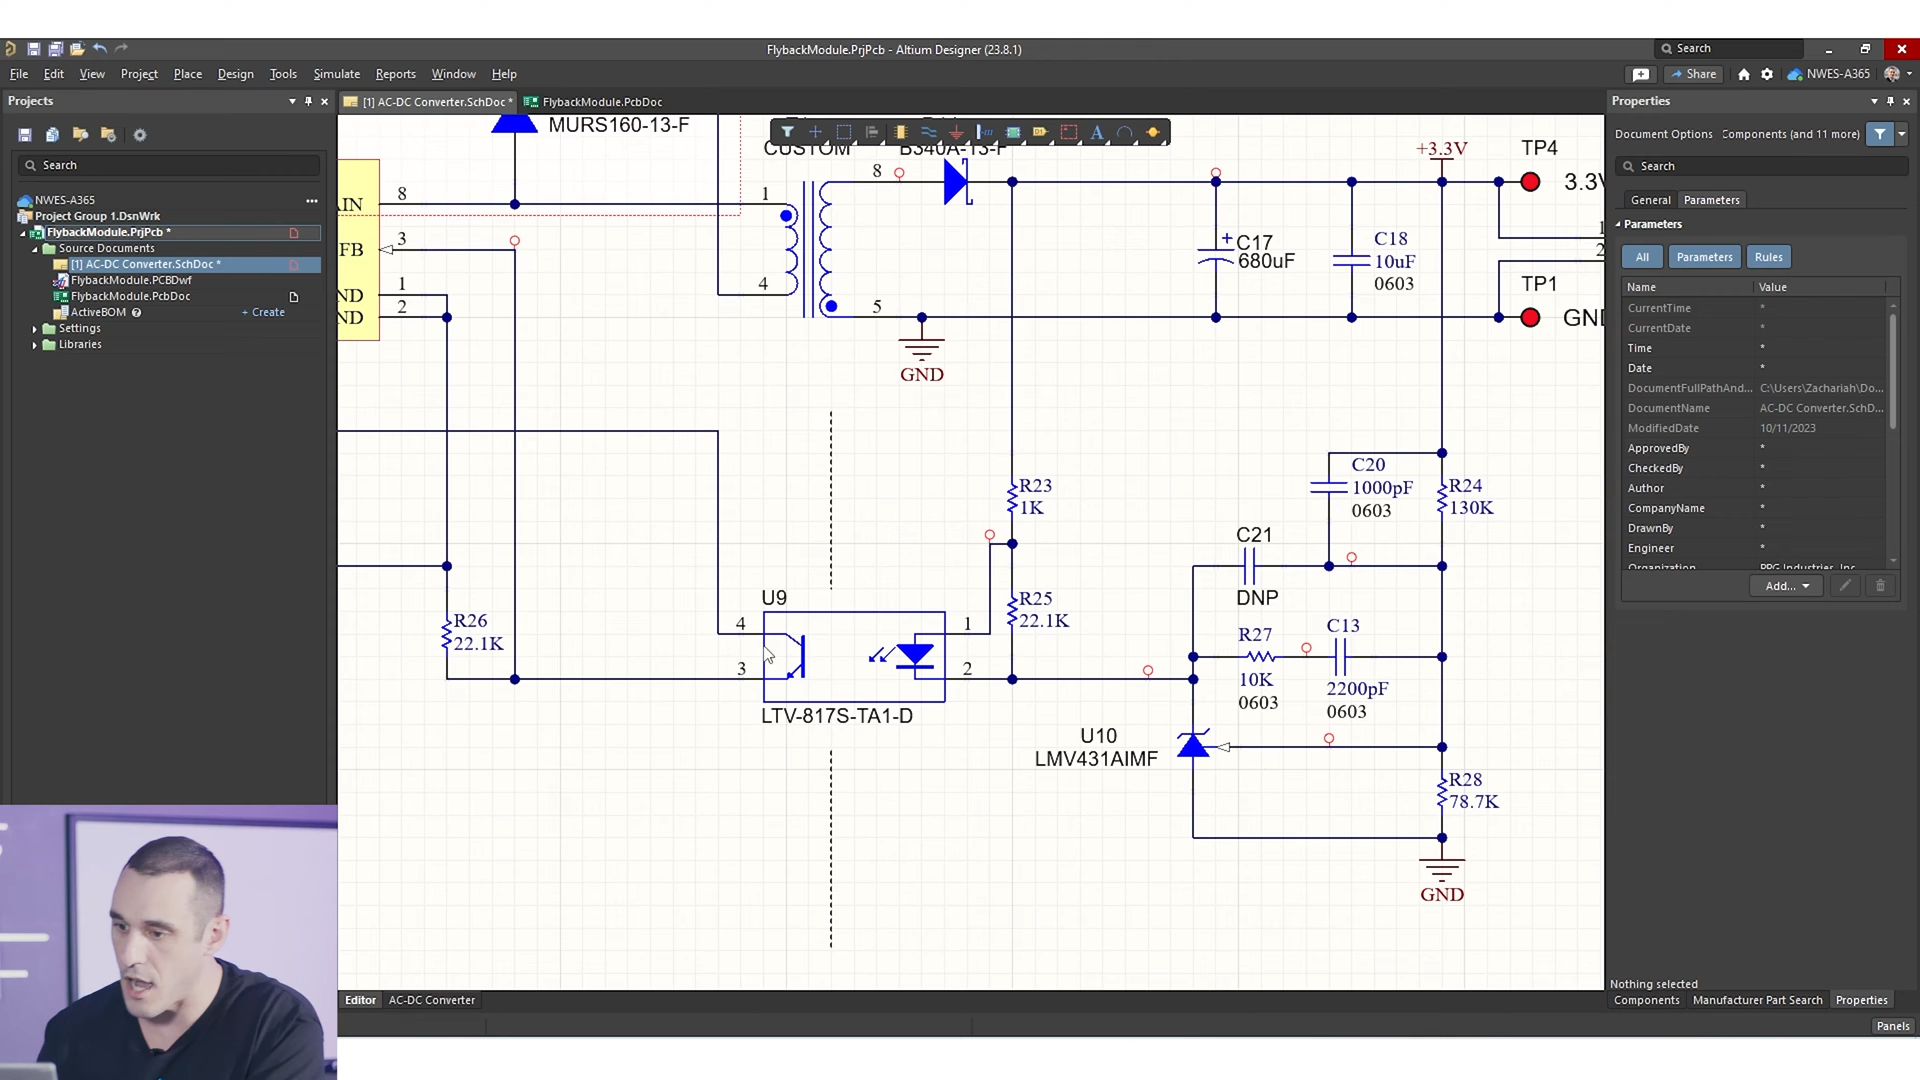 FlybackModule.PrjPcb - Altium Designer (23.8.1)
Search
File Edit View Project Place Design Tools Simulate Reports Window Help
Share
NWES-A365
Projects
[1] AC-DC Converter.SchDoc *
FlybackModule.PcbDoc
Search
NWES-A365
Project Group 1.DsnWrk
FlybackModule.PrjPcb *
Source Documents
[1] AC-DC Converter.SchDoc *
FlybackModule.PCBDwf
FlybackModule.PcbDoc
ActiveBOM
+ Create
Settings
Libraries
MURS160-13-F
CUSTOM
B340A-13-F
+3.3V
TP4
3.3V
AIN
8
FB
3
ND
1
ND
2
1
4
8
5
GND
C17
680uF
C18
10uF
0603
1
2
TP1
GND
R23
1K
C20
1000pF
0603
R24
130K
C21
DNP
R25
22.1K
U9
4
3
1
2
LTV-817S-TA1-D
R26
22.1K
R27
10K
0603
C13
2200pF
0603
U10
LMV431AIMF
R28
78.7K
GND
Editor
AC-DC Converter
Properties
Document Options
Components (and 11 more)
Search
General
Parameters
Parameters
All
Parameters
Rules
Name Value
CurrentTime *
CurrentDate *
Time *
Date *
DocumentFullPathAnd... C:\Users\Zachariah\Do...
DocumentName AC-DC Converter.SchD...
ModifiedDate 10/11/2023
ApprovedBy *
CheckedBy *
Author *
CompanyName *
DrawnBy *
Engineer *
Organization
Add...
Nothing selected
Components
Manufacturer Part Search
Properties
Panels